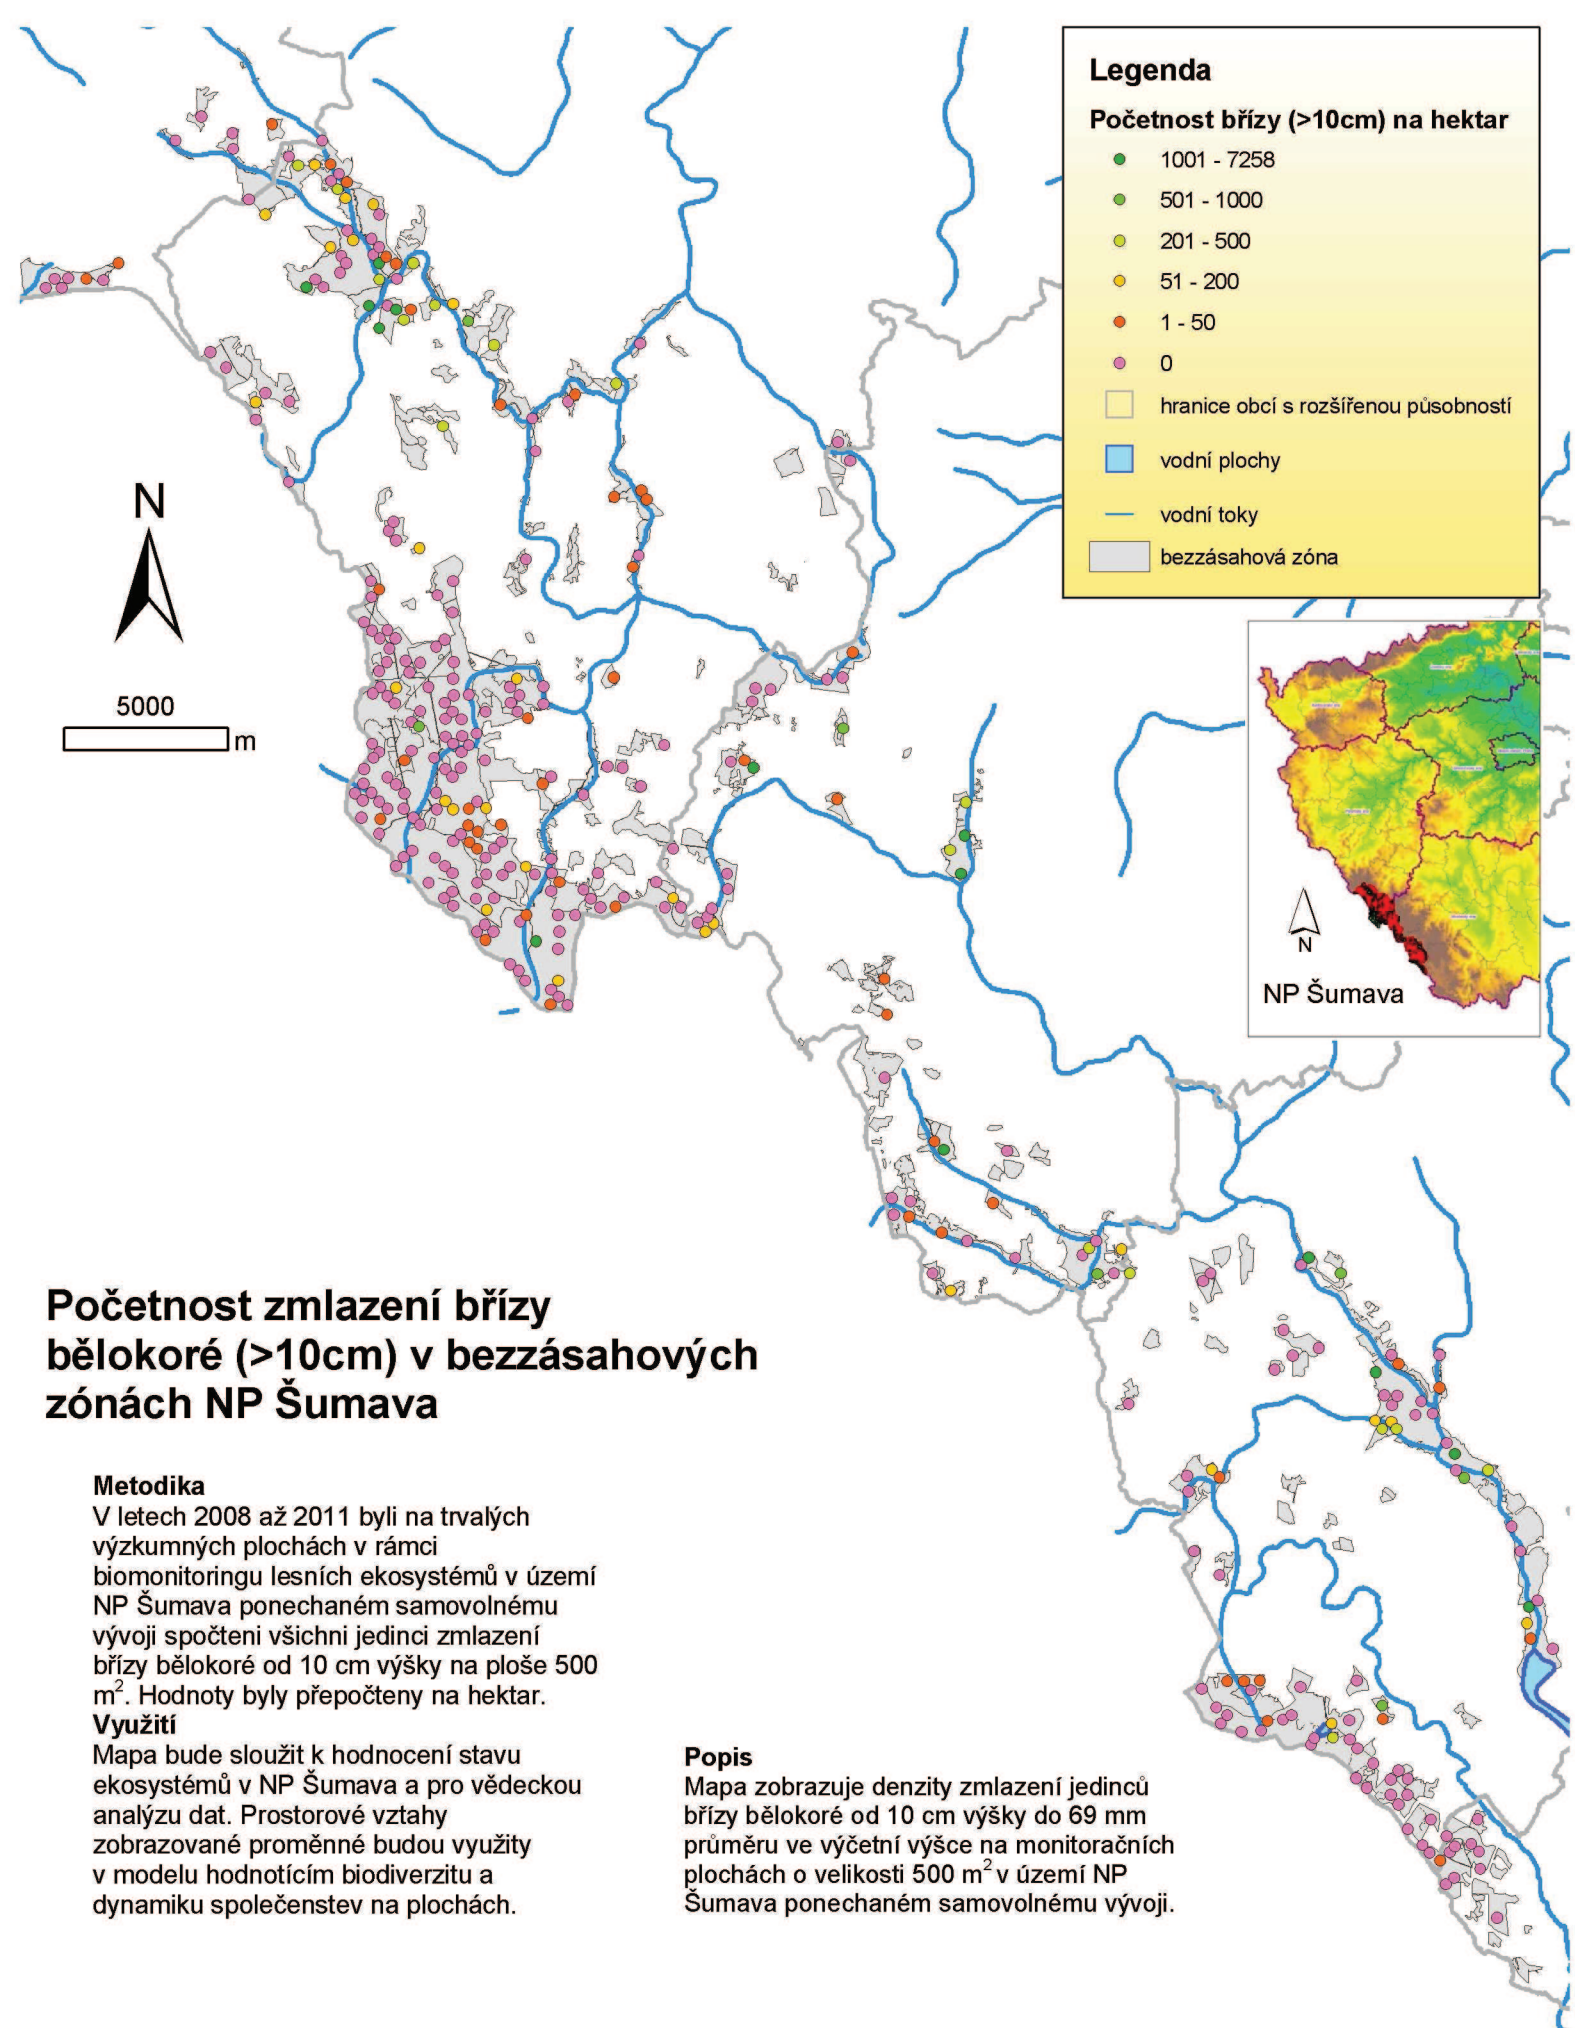 Legenda
Početnost břízy (>10cm) na hektar
1001 - 7258
501 - 1000
201 - 500
51 - 200
1 - 50
0
hranice obcí s rozšířenou působností
vodní plochy
vodní toky
bezzásahová zóna
N
5000
m
N
NP Šumava
Početnost zmlazení břízy
bělokoré (>10cm) v bezzásahových
zónách NP Šumava
Metodika
V letech 2008 až 2011 byli na trvalých
výzkumných plochách v rámci
biomonitoringu lesních ekosystémů v území
NP Šumava ponechaném samovolnému
vývoji spočteni všichni jedinci zmlazení
břízy bělokoré od 10 cm výšky na ploše 500
m². Hodnoty byly přepočteny na hektar.
Využití
Mapa bude sloužit k hodnocení stavu
ekosystémů v NP Šumava a pro vědeckou
analýzu dat. Prostorové vztahy
zobrazované proměnné budou využity
v modelu hodnotícím biodiverzitu a
dynamiku společenstev na plochách.
Popis
Mapa zobrazuje denzity zmlazení jedinců
břízy bělokoré od 10 cm výšky do 69 mm
průměru ve výčetní výšce na monitoračních
plochách o velikosti 500 m² v území NP
Šumava ponechaném samovolnému vývoji.